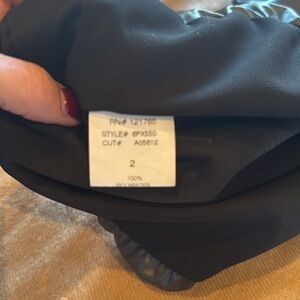 RN# 121765
STYLE# 6PX550
CUT# A05612
2
100%
POLYESTER